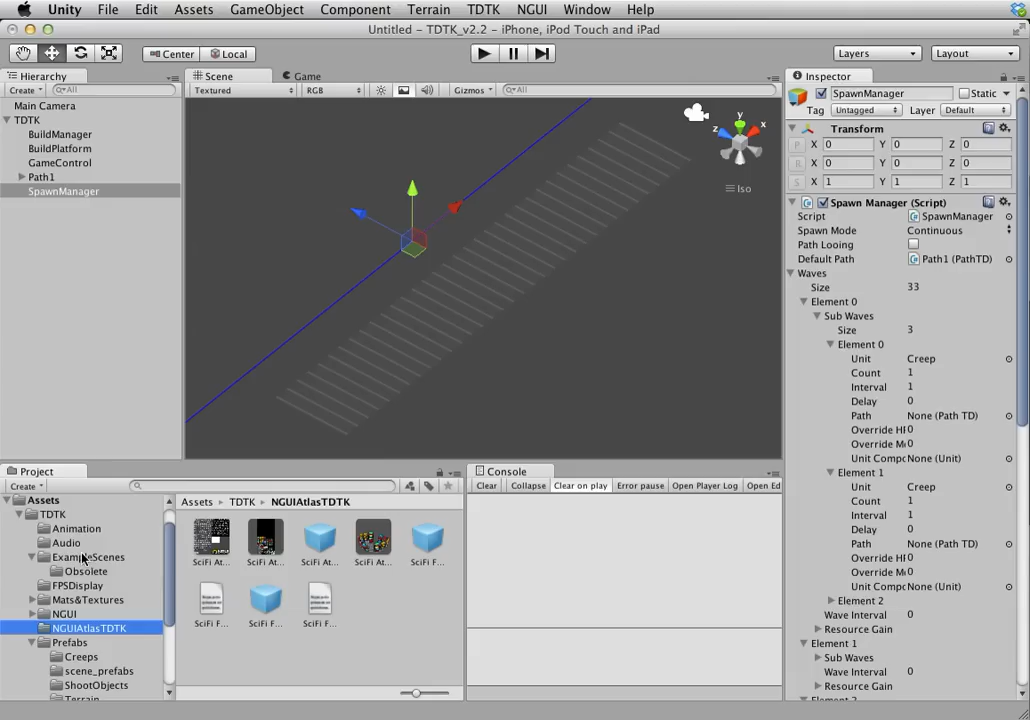 Unity File Edit Assets GameObject Component Terrain TDTK NGUI Window Help
Untitled – TDTK_v2.2 – iPhone, iPod Touch and iPad
Center Local Layers Layout
Hierarchy
Create All
Main Camera
TDTK
BuildManager
BuildPlatform
GameControl
Path1
SpawnManager
Scene Game
Textured RGB Gizmos All
y
z x
Iso
Inspector
SpawnManager Static
Tag Untagged Layer Default
Transform
P X 0 Y 0 Z 0
R X 0 Y 0 Z 0
S X 1 Y 1 Z 1
Spawn Manager (Script)
Script SpawnManager
Spawn Mode Continuous
Path Looing
Default Path Path1 (PathTD)
Waves
Size 33
Element 0
Sub Waves
Size 3
Element 0
Unit Creep
Count 1
Interval 1
Delay 0
Path None (Path TD)
Override HP 0
Override Mo 0
Unit Compo None (Unit)
Element 1
Unit Creep
Count 1
Interval 1
Delay 0
Path None (Path TD)
Override HP 0
Override Mo 0
Unit Compo None (Unit)
Element 2
Wave Interval 0
Resource Gain
Element 1
Sub Waves
Wave Interval 0
Resource Gain
Element 2
Project
Create
Assets
TDTK
Animation
Audio
ExampleScenes
Obsolete
FPSDisplay
Mats&Textures
NGUI
NGUIAtlasTDTK
Prefabs
Creeps
scene_prefabs
ShootObjects
Terrain
Assets TDTK NGUIAtlasTDTK
SciFi At... SciFi At... SciFi At... SciFi At... SciFi F...
SciFi F... SciFi F... SciFi F...
Console
Clear Collapse Clear on play Error pause Open Player Log Open Ed